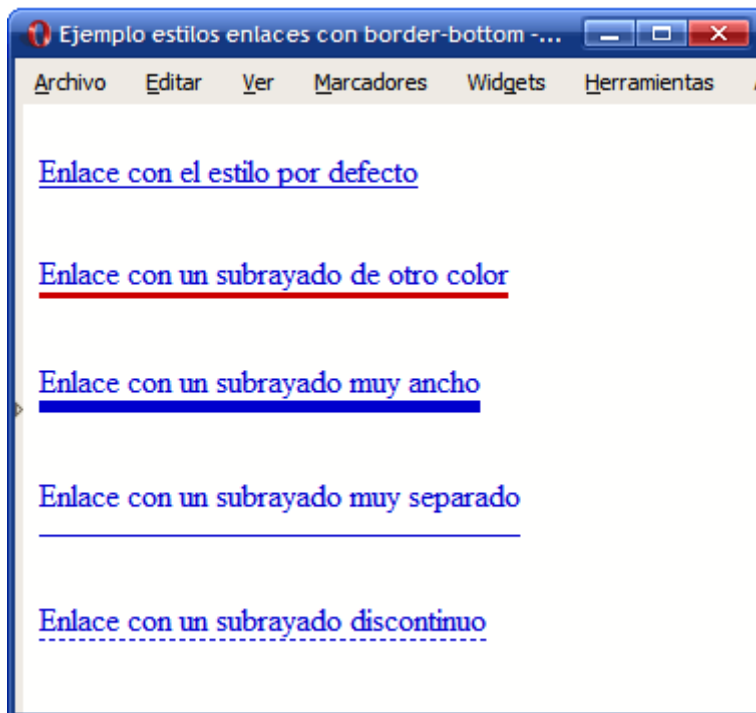 Ejemplo estilos enlaces con border-bottom -...
Archivo Editar Ver Marcadores Widgets Herramientas
Enlace con el estilo por defecto
Enlace con un subrayado de otro color
Enlace con un subrayado muy ancho
Enlace con un subrayado muy separado
Enlace con un subrayado discontinuo